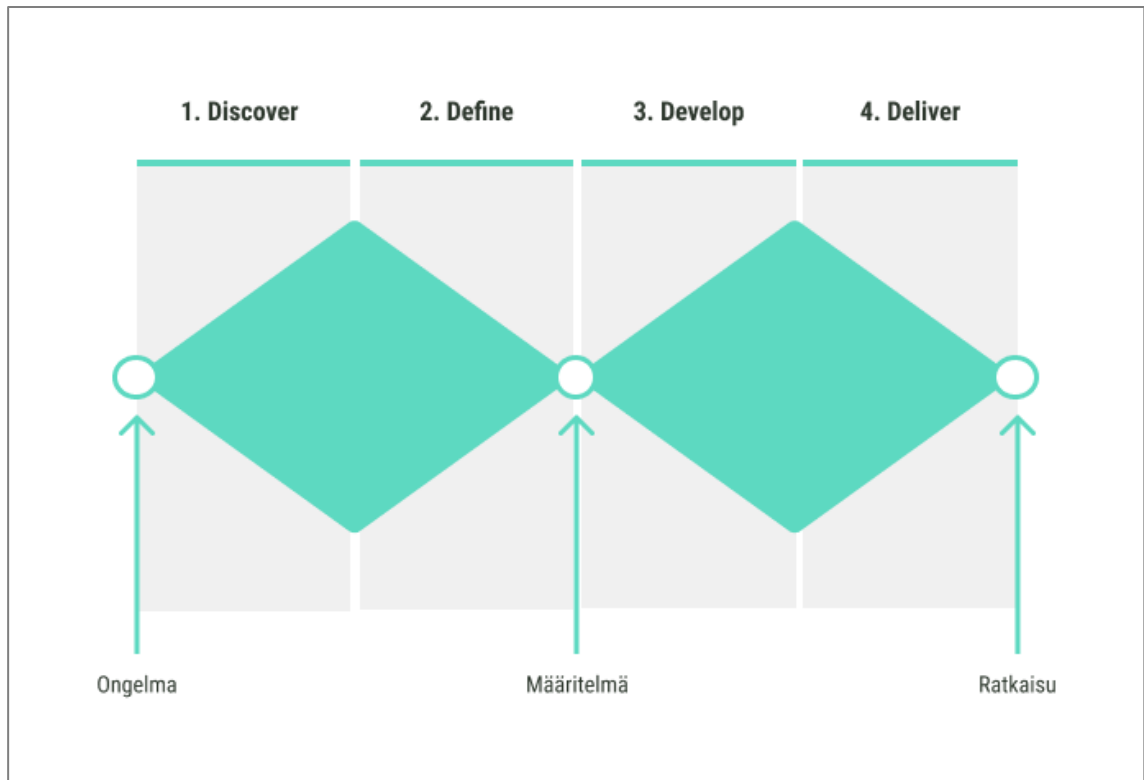 1. Discover
2. Define
3. Develop
4. Deliver
Ongelma
Määritelmä
Ratkaisu